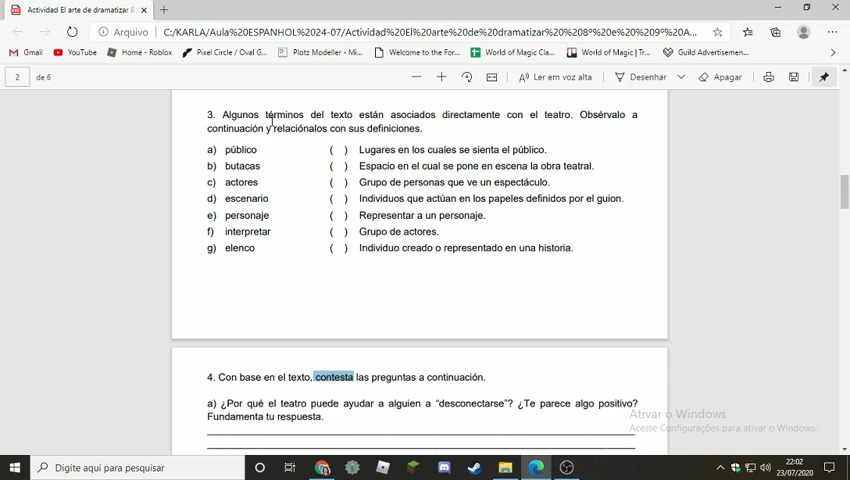 Actividad El arte de dramatizar 8
Arquivo
C:/KARLA/Aula%20ESPANHOL%2024-07/Actividad%20El%20arte%20de%20dramatizar%20%208º%20e%20%209º%20A...
Gmail
YouTube
Home - Roblox
Pixel Circle / Oval G...
Plotz Modeller - Mi...
Welcome to the For...
World of Magic Cla...
World of Magic | Tr...
Guild Advertisemen...
2 de 6
Ler em voz alta
Desenhar
Apagar
3. Algunos términos del texto están asociados directamente con el teatro. Obsérvalo a
continuación y relaciónalos con sus definiciones.
a) público ( ) Lugares en los cuales se sienta el público.
b) butacas ( ) Espacio en el cual se pone en escena la obra teatral.
c) actores ( ) Grupo de personas que ve un espectáculo.
d) escenario ( ) Individuos que actúan en los papeles definidos por el guion.
e) personaje ( ) Representar a un personaje.
f) interpretar ( ) Grupo de actores.
g) elenco ( ) Individuo creado o representado en una historia.
4. Con base en el texto, contesta las preguntas a continuación.
a) ¿Por qué el teatro puede ayudar a alguien a “desconectarse”? ¿Te parece algo positivo?
Fundamenta tu respuesta.
Ativar o Windows
Acesse Configurações para ativar o Windows.
Digite aqui para pesquisar
22:02
23/07/2020